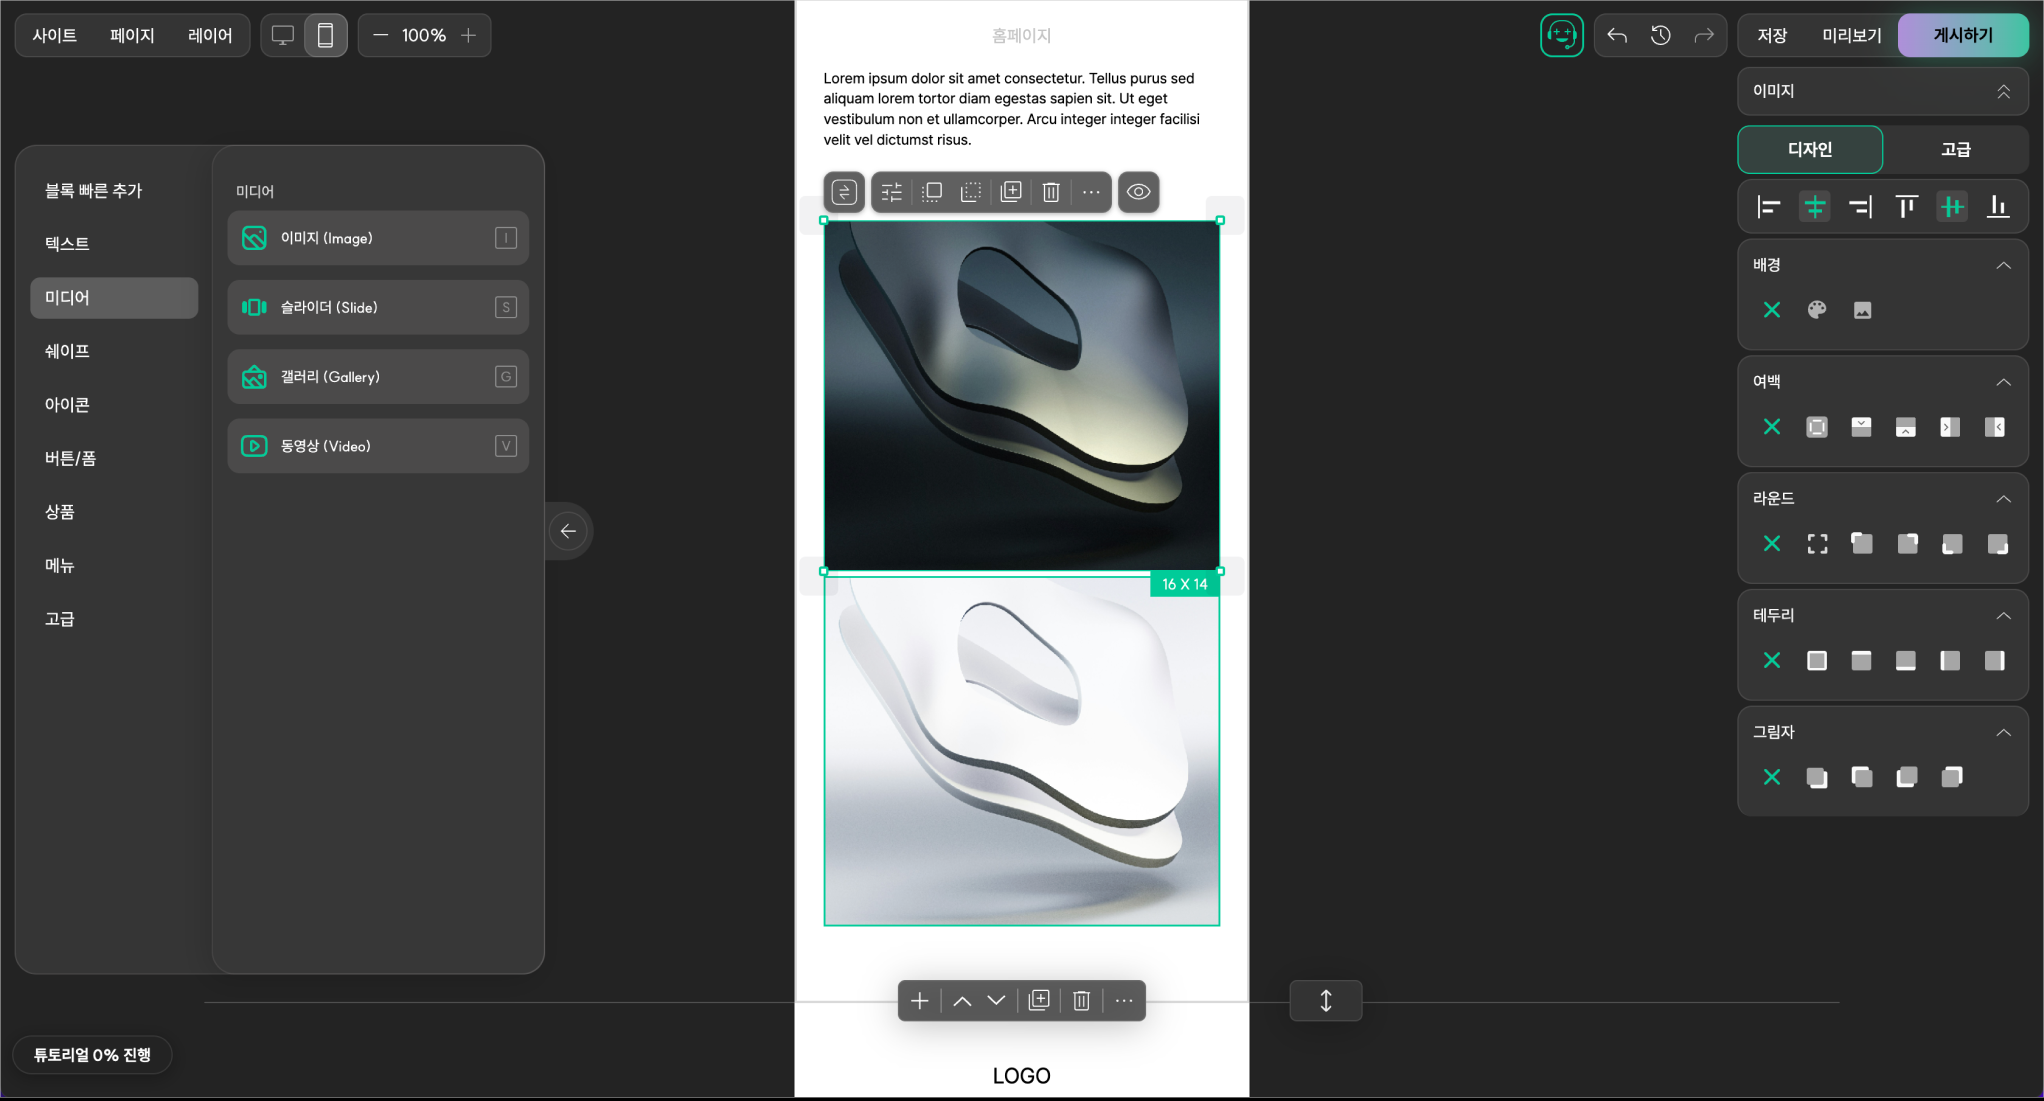 사이트
페이지
레이어
100%
홈페이지
저장
미리보기
게시하기
블록 빠른 추가
텍스트
미디어
쉐이프
아이콘
버튼/폼
상품
메뉴
고급
미디어
이미지 (Image)
I
슬라이더 (Slide)
S
갤러리 (Gallery)
G
동영상 (Video)
V
Lorem ipsum dolor sit amet consectetur. Tellus purus sed
aliquam lorem tortor diam egestas sapien sit. Ut eget
vestibulum non et ullamcorper. Arcu integer integer facilisi
velit vel dictumst risus.
16 X 14
이미지
디자인
고급
배경
여백
라운드
테두리
그림자
튜토리얼 0% 진행
LOGO